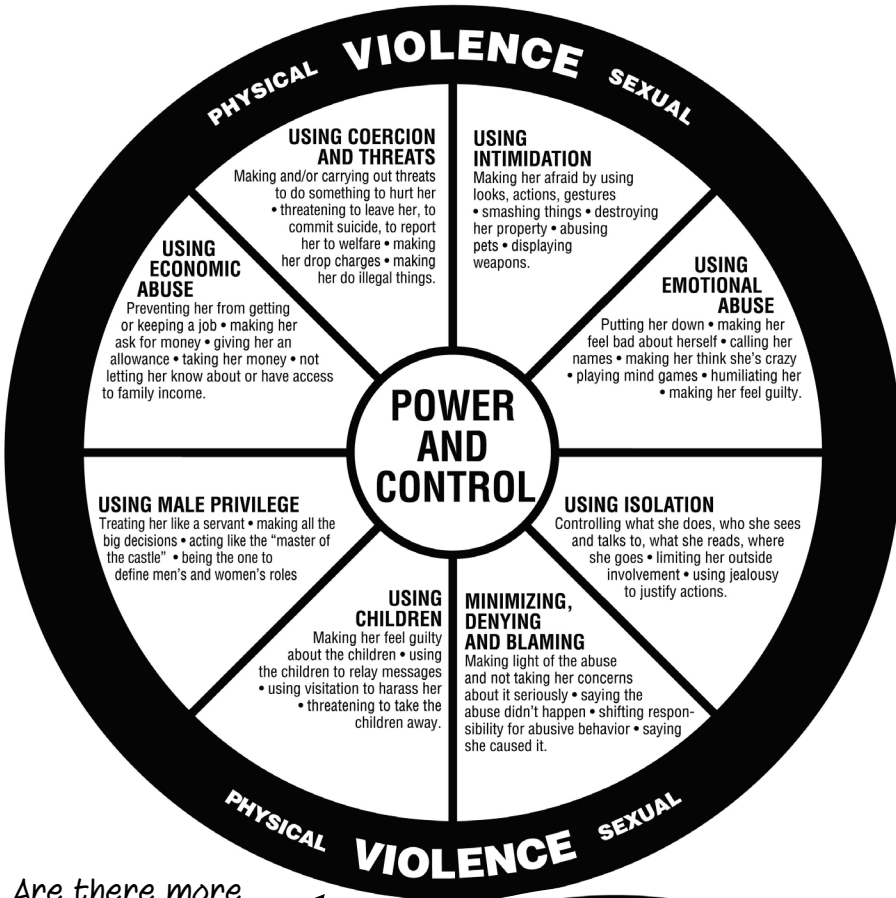 PHYSICAL VIOLENCE SEXUAL
USING COERCION
AND THREATS
Making and/or carrying out threats
to do something to hurt her
• threatening to leave her, to
commit suicide, to report
her to welfare • making
her drop charges • making
her do illegal things.
USING
INTIMIDATION
Making her afraid by using
looks, actions, gestures
• smashing things • destroying
her property • abusing
pets • displaying
weapons.
USING
ECONOMIC
ABUSE
Preventing her from getting
or keeping a job • making her
ask for money • giving her an
allowance • taking her money • not
letting her know about or have access
to family income.
USING
EMOTIONAL
ABUSE
Putting her down • making her
feel bad about herself • calling her
names • making her think she's crazy
• playing mind games • humiliating her
• making her feel guilty.
POWER
AND
CONTROL
USING MALE PRIVILEGE
Treating her like a servant • making all the
big decisions • acting like the "master of
the castle" • being the one to
define men's and women's roles
USING ISOLATION
Controlling what she does, who she sees
and talks to, what she reads, where
she goes • limiting her outside
involvement • using jealousy
to justify actions.
USING
CHILDREN
Making her feel guilty
about the children • using
the children to relay messages
• using visitation to harass her
• threatening to take the
children away.
MINIMIZING,
DENYING
AND BLAMING
Making light of the abuse
and not taking her concerns
about it seriously • saying the
abuse didn't happen • shifting respon-
sibility for abusive behavior • saying
she caused it.
PHYSICAL VIOLENCE SEXUAL
Are there more